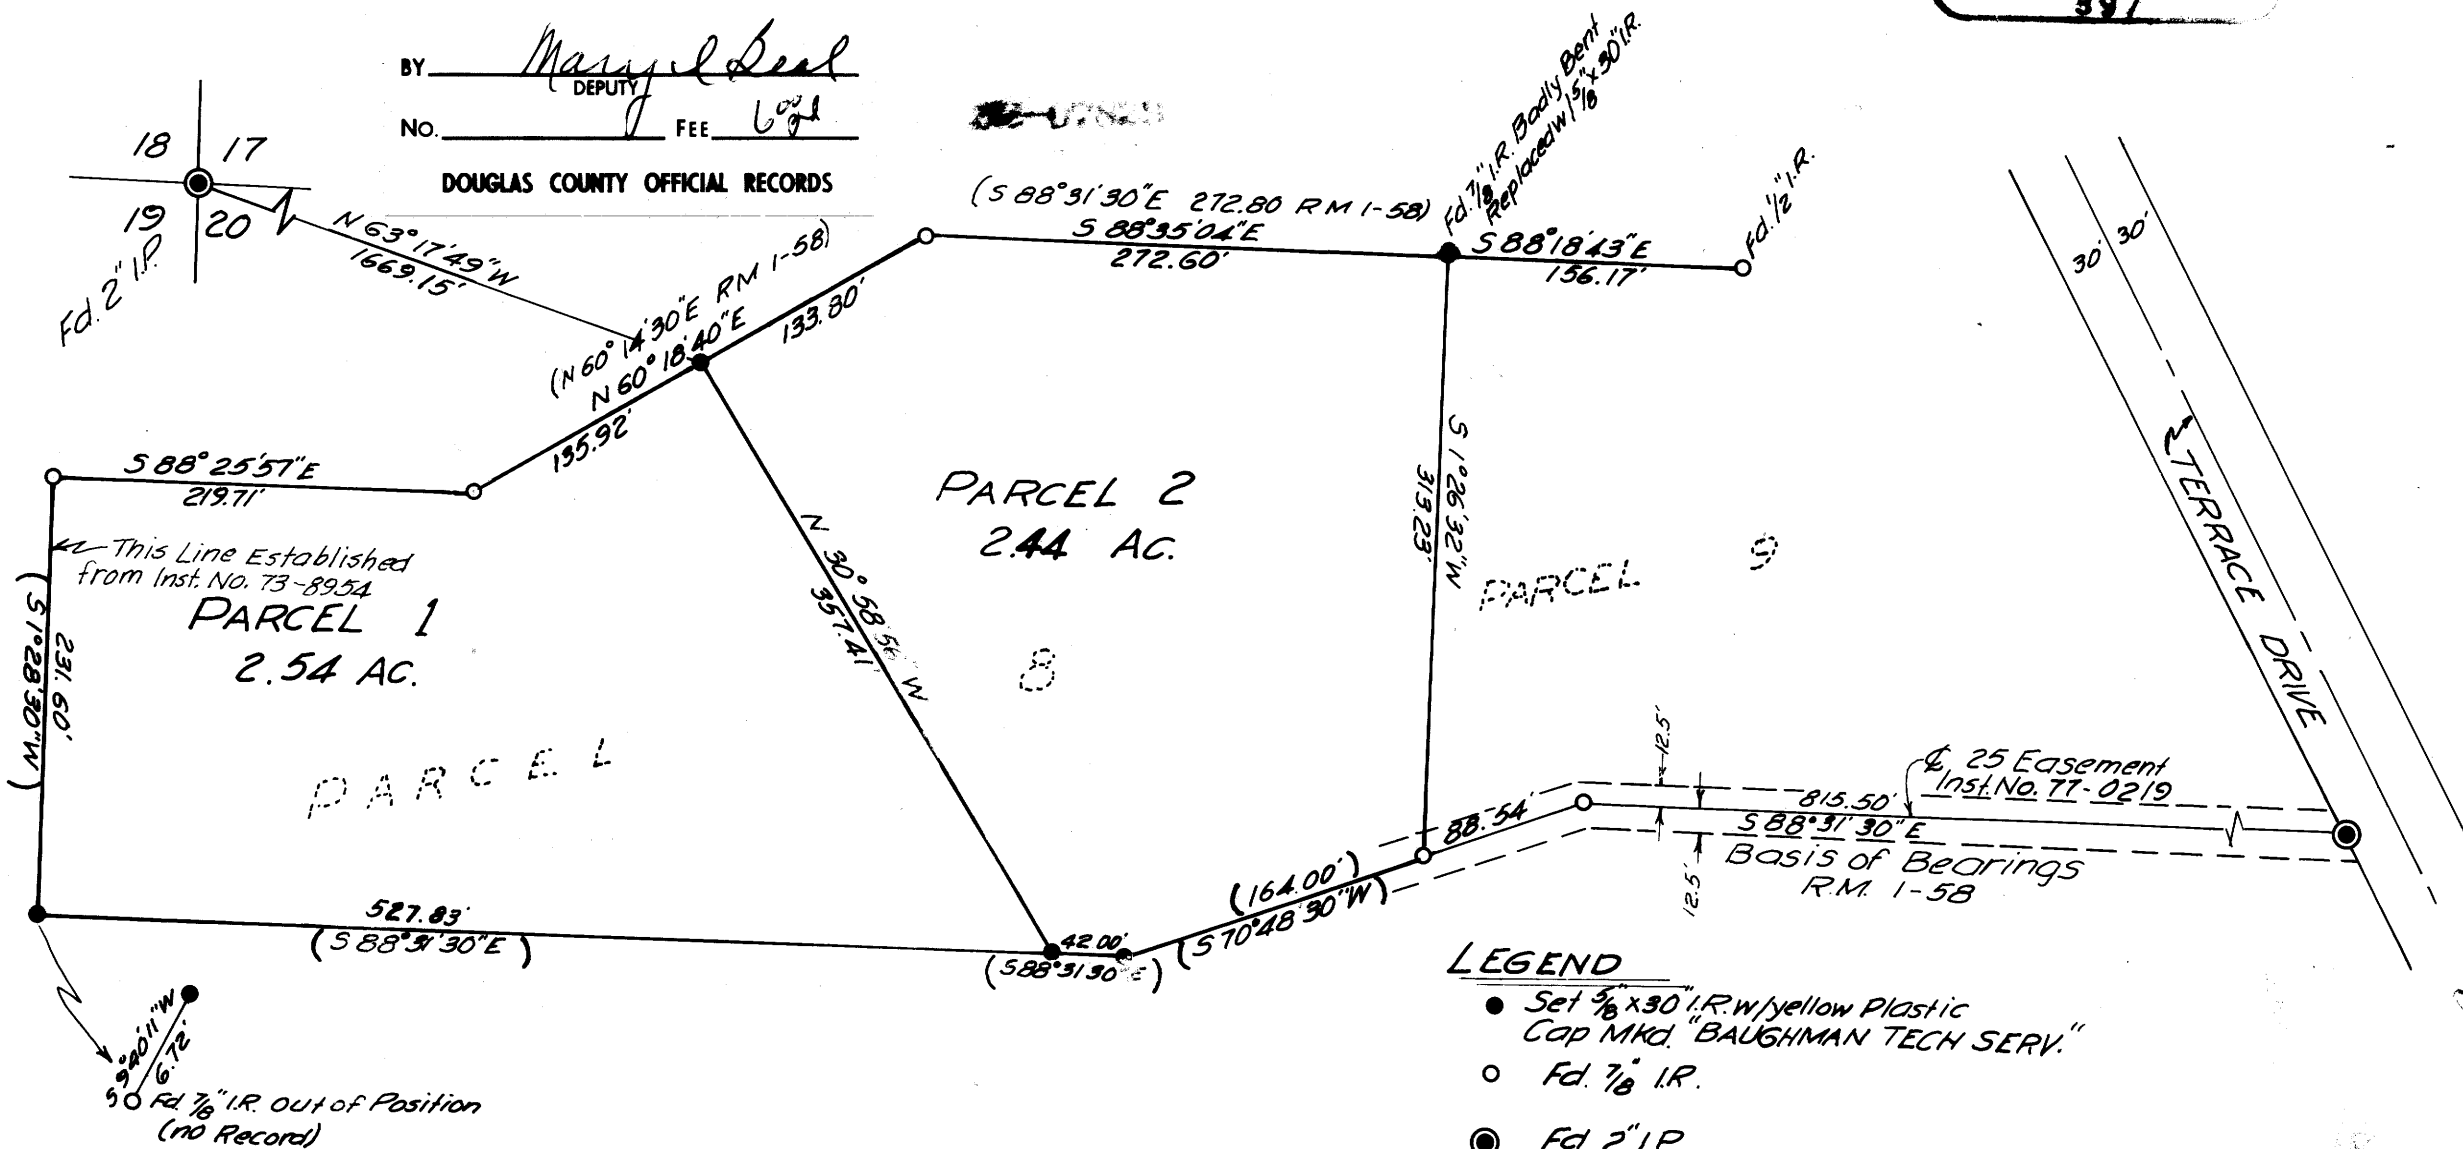 391
BY Mary l Deal
DEPUTY
No. FEE 6
DOUGLAS COUNTY OFFICIAL RECORDS
18 17
19 20
Fd. 2" I.P.
N 63°17'49"W
1669.15'
(N 60°14'30"E RM 1-58)
N 60°18'40"E
133.80'
135.92'
(S 88°31'30"E 272.80 RM 1-58)
S 88°35'04"E
272.60'
Fd. 7/8" I.R. Badly Bent
Replaced w/ 5/8" x 30" I.R.
S 88°18'43"E
156.17'
Fd. 1/2" I.R.
30' 30'
TERRACE DRIVE
S 88°25'57"E
219.71'
This Line Established
from Inst. No. 73-8954
PARCEL 1
2.54 AC.
231.60'
(S 1°28'30"W)
PARCEL 2
2.44 AC.
N 30°58'56"W
357.41'
S 1°26'32"W
313.23'
PARCEL 9
8
PARCEL
12.5'
₵ 25 Easement
Inst. No. 77-0219
815.50'
S 88°31'30"E
Basis of Bearings
R.M. 1-58
12.5'
88.54'
(164.00')
(S 70°48'30"W)
527.83'
(S 88°31'30"E)
42.00'
(S 88°31'30"E)
S 9°40'11"W
6.72'
Fd. 7/8" I.R. out of Position
(no Record)
LEGEND
Set 5/8" x 30" I.R. w/yellow Plastic
Cap Mkd. "BAUGHMAN TECH SERV."
Fd. 7/8" I.R.
Fd 2" I.P.